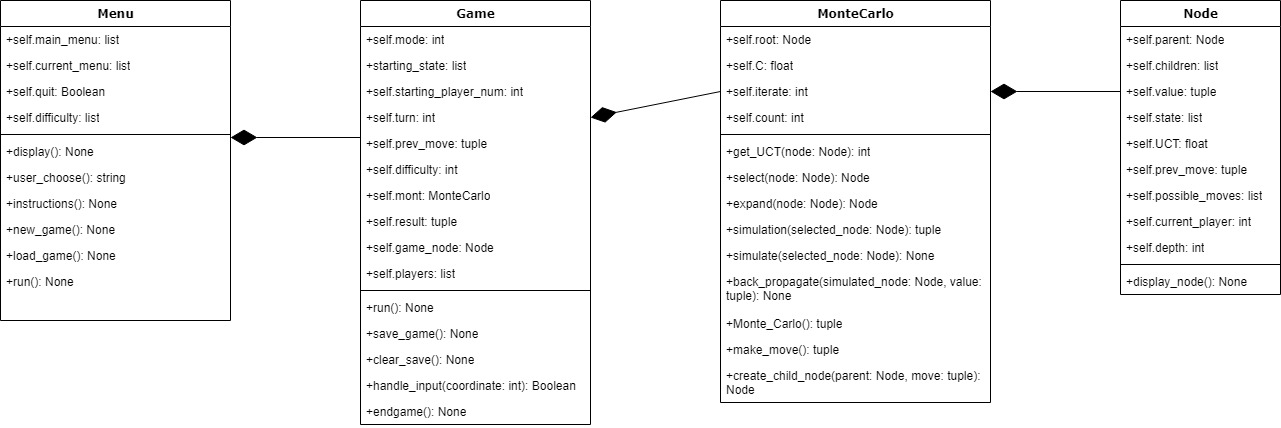 Menu
+self.main_menu: list
+self.current_menu: list
+self.quit: Boolean
+self.difficulty: list
+display(): None
+user_choose(): string
+instructions(): None
+new_game(): None
+load_game(): None
+run(): None
Game
+self.mode: int
+starting_state: list
+self.starting_player_num: int
+self.turn: int
+self.prev_move: tuple
+self.difficulty: int
+self.mont: MonteCarlo
+self.result: tuple
+self.game_node: Node
+self.players: list
+run(): None
+save_game(): None
+clear_save(): None
+handle_input(coordinate: int): Boolean
+endgame(): None
MonteCarlo
+self.root: Node
+self.C: float
+self.iterate: int
+self.count: int
+get_UCT(node: Node): int
+select(node: Node): Node
+expand(node: Node): Node
+simulation(selected_node: Node): tuple
+simulate(selected_node: Node): None
+back_propagate(simulated_node: Node, value:
tuple): None
+Monte_Carlo(): tuple
+make_move(): tuple
+create_child_node(parent: Node, move: tuple):
Node
Node
+self.parent: Node
+self.children: list
+self.value: tuple
+self.state: list
+self.UCT: float
+self.prev_move: tuple
+self.possible_moves: list
+self.current_player: int
+self.depth: int
+display_node(): None